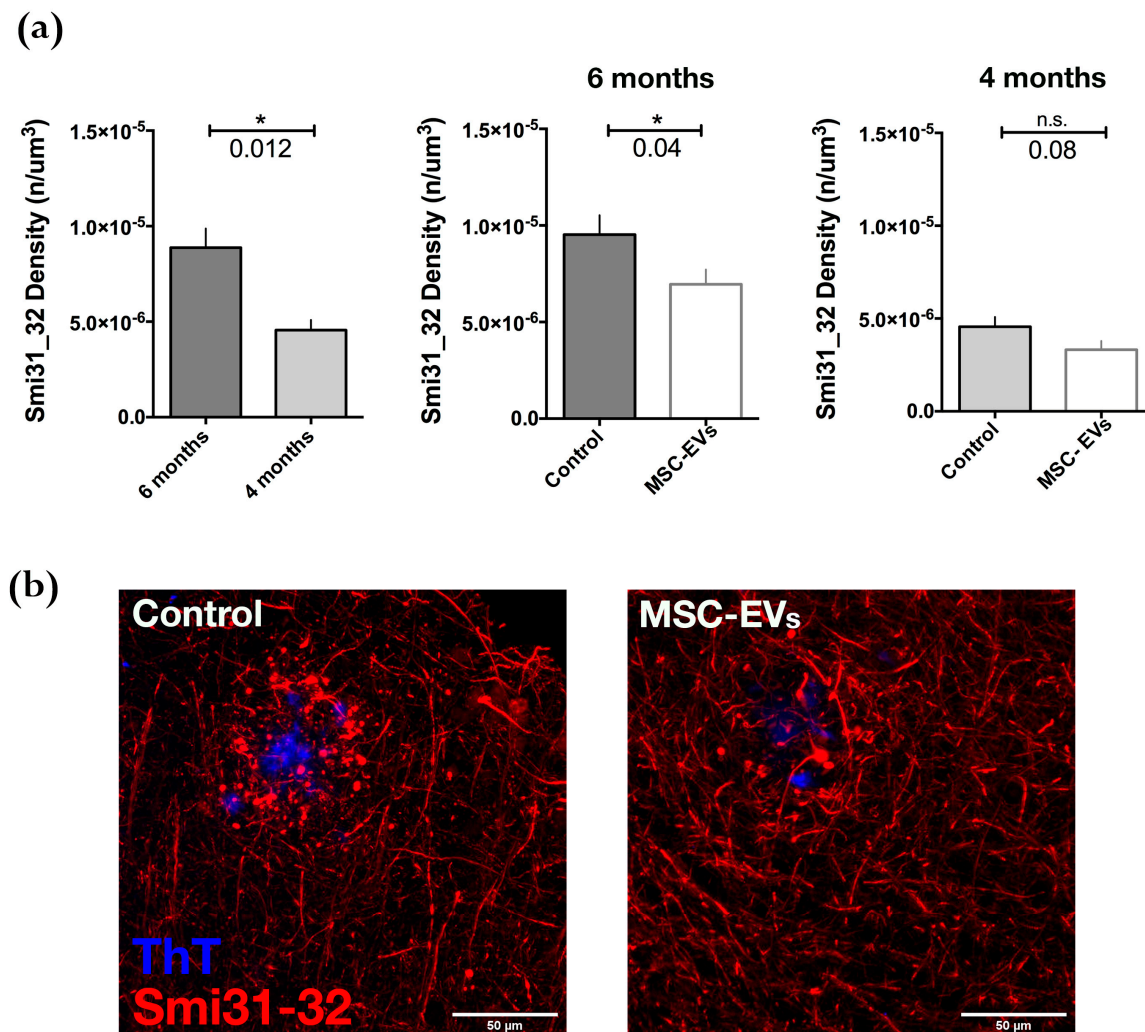 (a)
6 months
4 months
Smi31_32 Density (n/um³)
1.5×10⁻⁵
1.0×10⁻⁵
5.0×10⁻⁶
0.0
*
0.012
6 months
4 months
Smi31_32 Density (n/um³)
1.5×10⁻⁵
1.0×10⁻⁵
5.0×10⁻⁶
0.0
*
0.04
Control
MSC-EVs
Smi31_32 Density (n/um³)
1.5×10⁻⁵
1.0×10⁻⁵
5.0×10⁻⁶
0.0
n.s.
0.08
Control
MSC- EVs
(b)
Control
ThT
Smi31-32
50 µm
MSC-EVs
50 µm